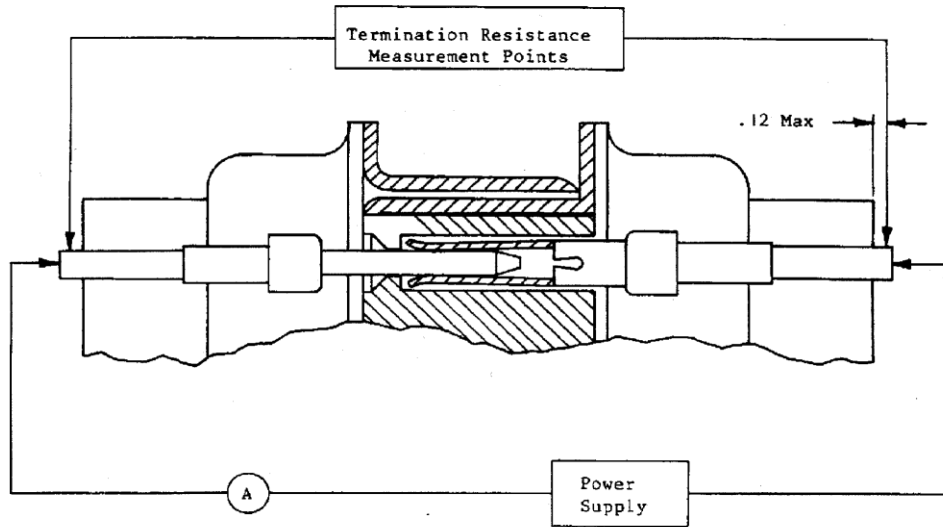 Termination Resistance
Measurement Points
.12 Max
A
Power
Supply